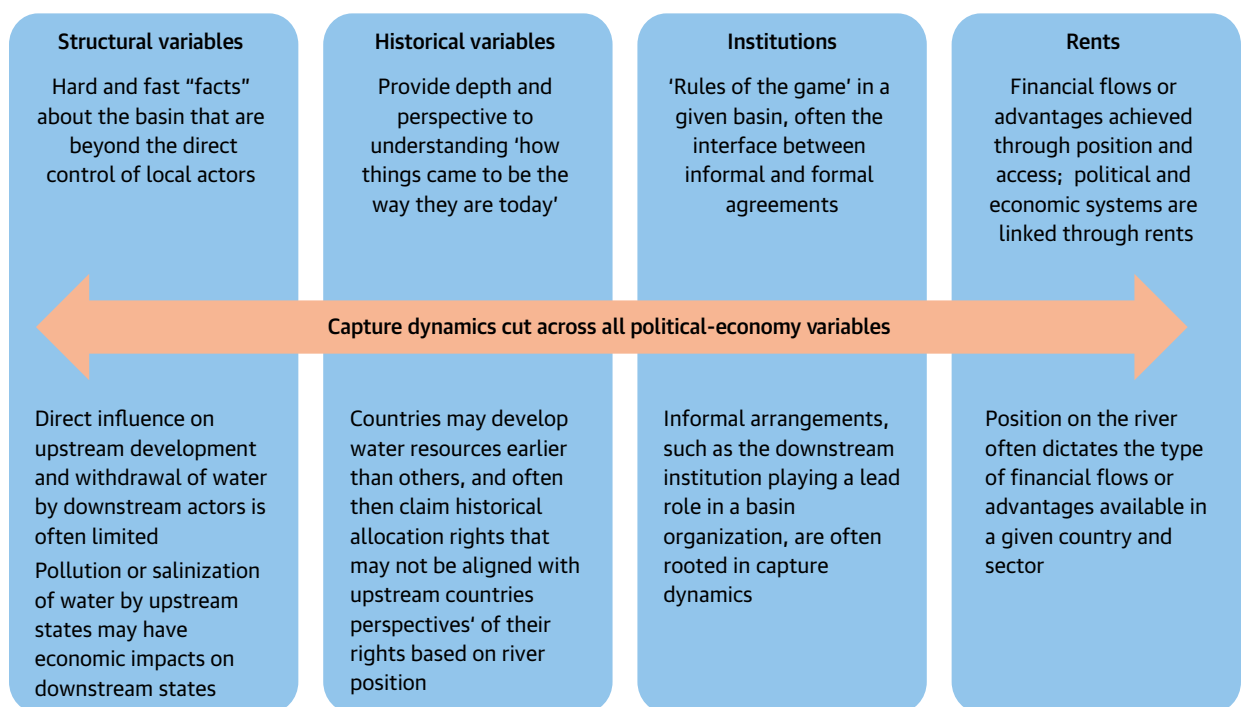 Structural variables
Hard and fast “facts”
about the basin that are
beyond the direct
control of local actors
Historical variables
Provide depth and
perspective to
understanding ‘how
things came to be the
way they are today’
Institutions
‘Rules of the game’ in a
given basin, often the
interface between
informal and formal
agreements
Rents
Financial flows or
advantages achieved
through position and
access; political and
economic systems are
linked through rents
Capture dynamics cut across all political-economy variables
Direct influence on
upstream development
and withdrawal of water
by downstream actors is
often limited
Pollution or salinization
of water by upstream
states may have
economic impacts on
downstream states
Countries may develop
water resources earlier
than others, and often
then claim historical
allocation rights that
may not be aligned with
upstream countries
perspectives‘ of their
rights based on river
position
Informal arrangements,
such as the downstream
institution playing a lead
role in a basin
organization, are often
rooted in capture
dynamics
Position on the river
often dictates the type
of financial flows or
advantages available in
a given country and
sector